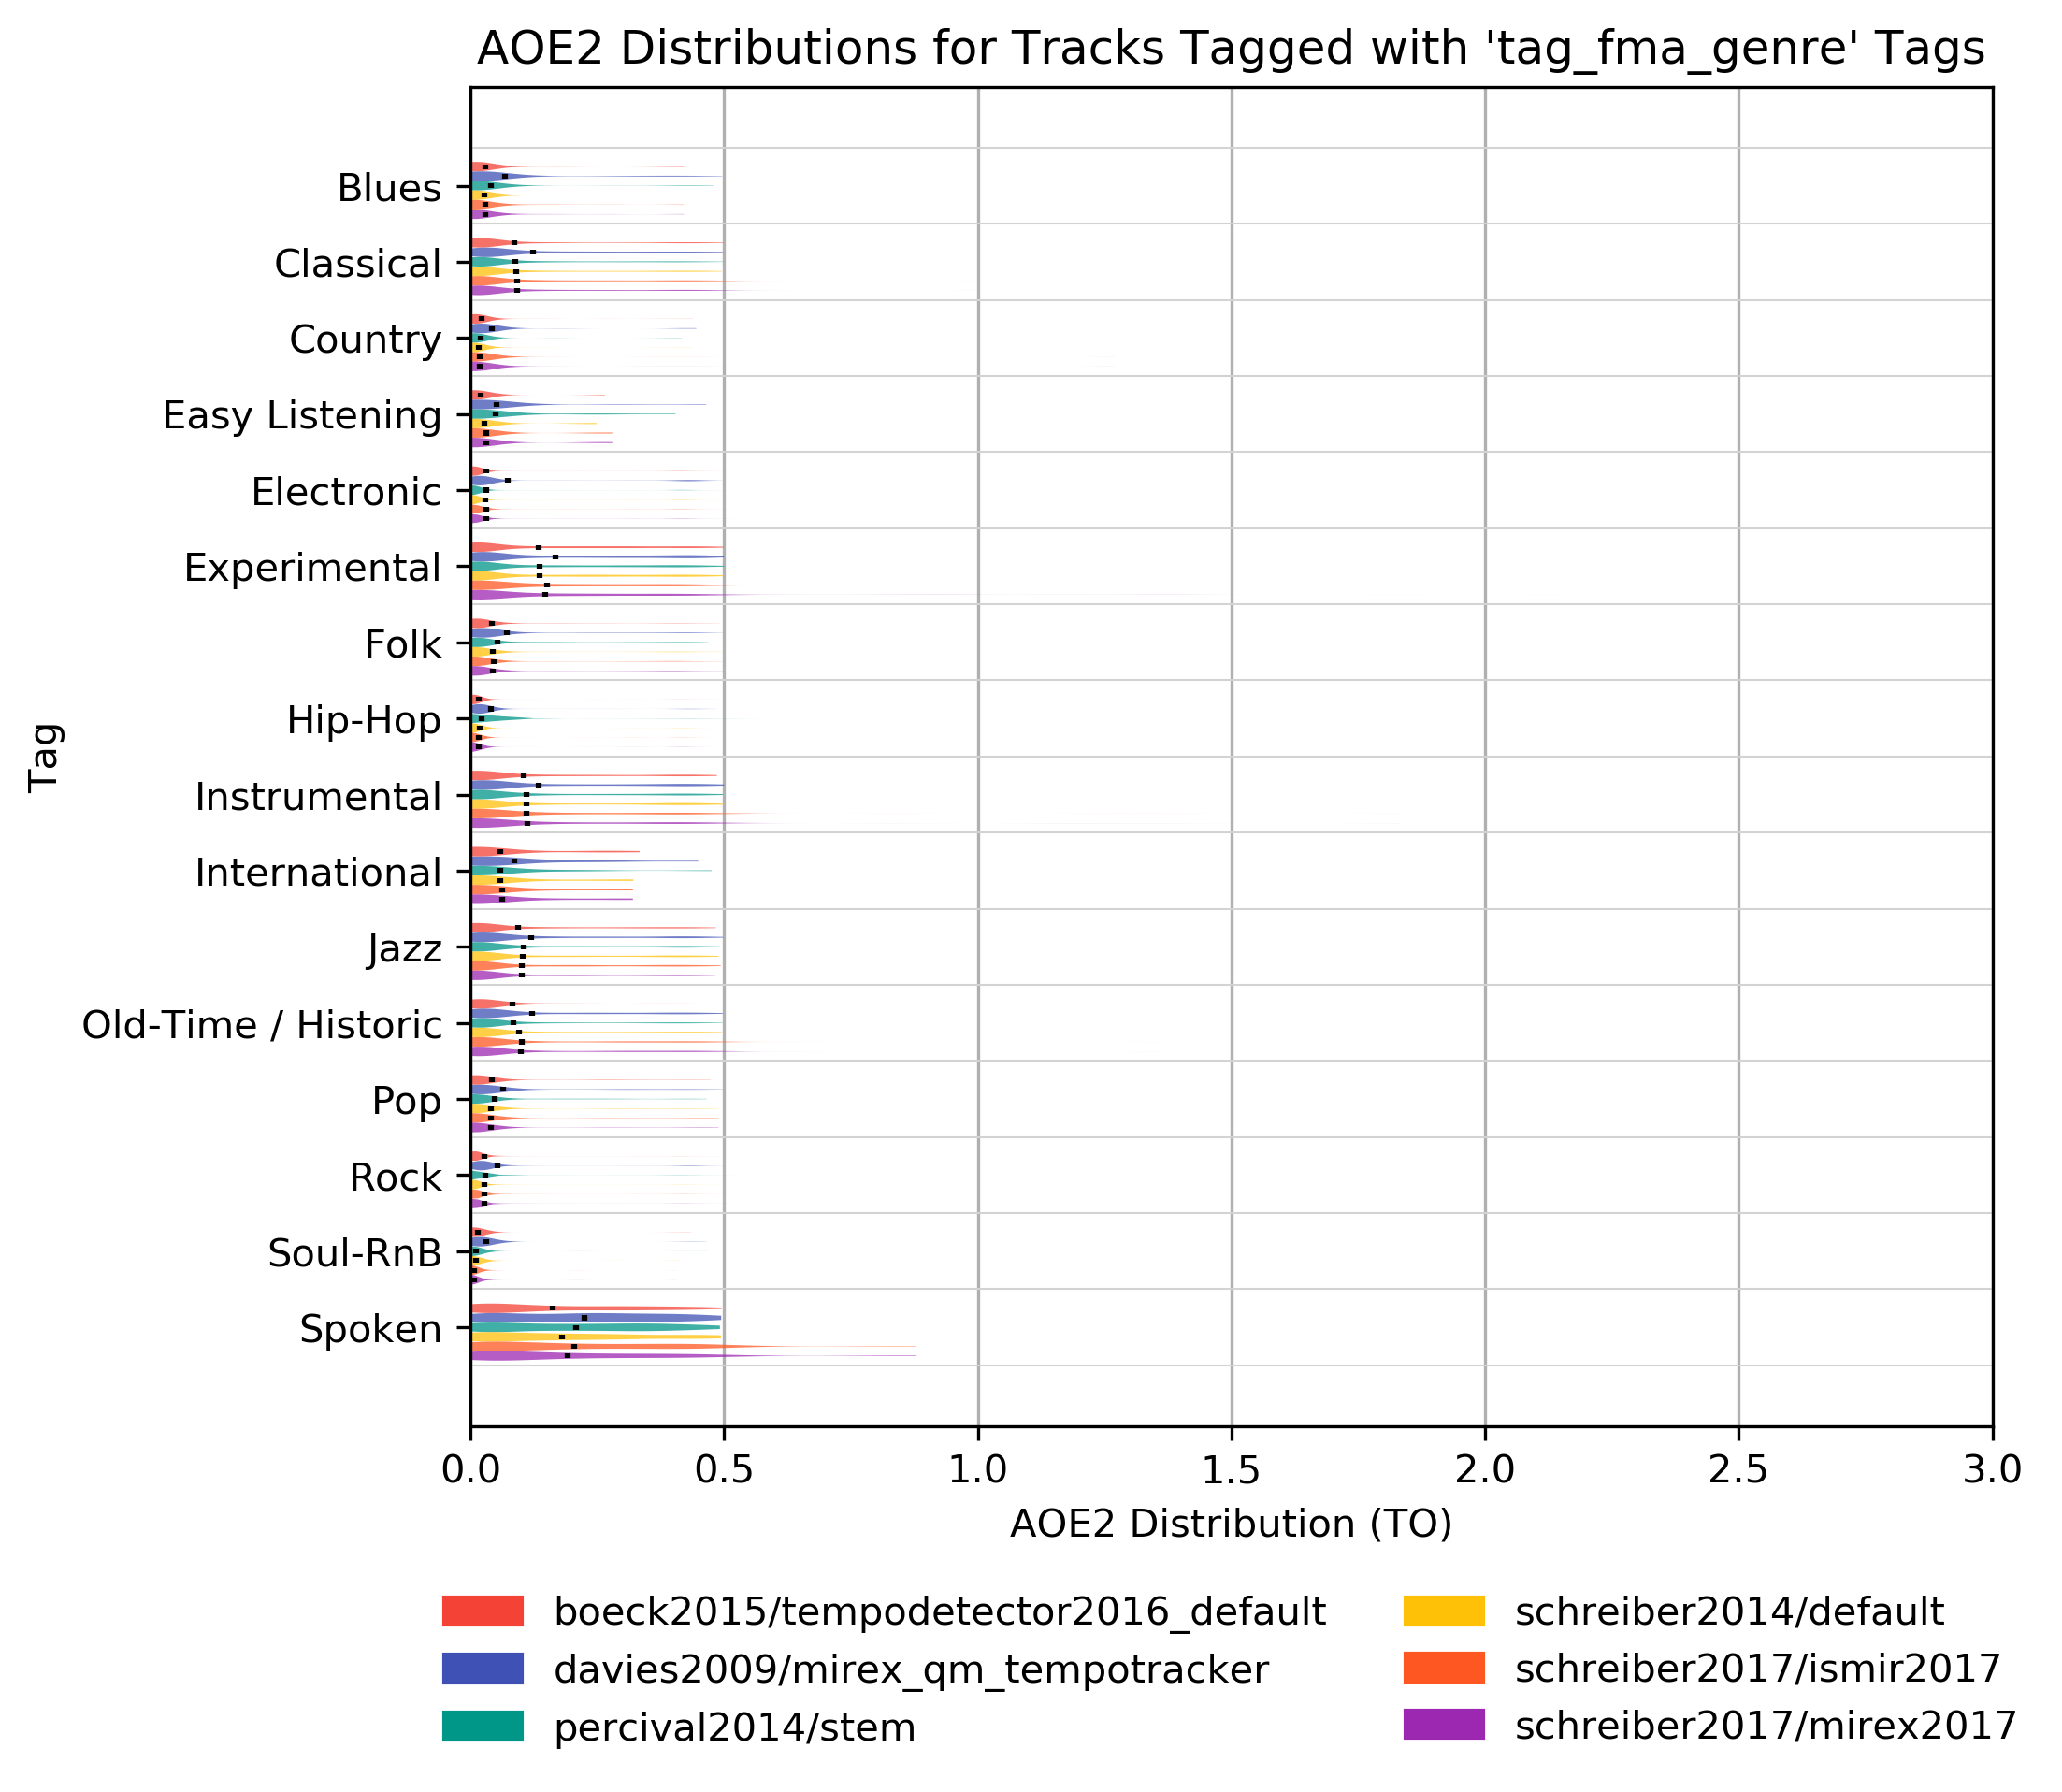 AOE2 Distributions for Tracks Tagged with 'tag_fma_genre' Tags
Tag
Blues
Classical
Country
Easy Listening
Electronic
Experimental
Folk
Hip-Hop
Instrumental
International
Jazz
Old-Time / Historic
Pop
Rock
Soul-RnB
Spoken
0.0 0.5 1.0 1.5 2.0 2.5 3.0
AOE2 Distribution (TO)
boeck2015/tempodetector2016_default
davies2009/mirex_qm_tempotracker
percival2014/stem
schreiber2014/default
schreiber2017/ismir2017
schreiber2017/mirex2017